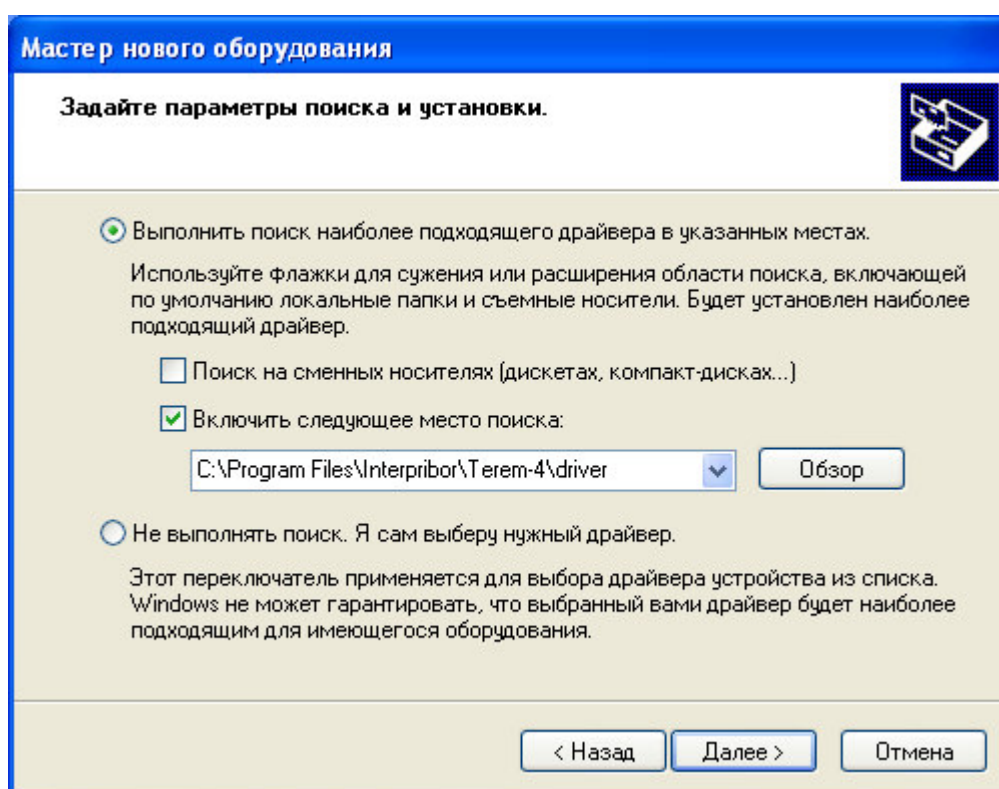 Мастер нового оборудования
Задайте параметры поиска и установки.
Выполнить поиск наиболее подходящего драйвера в указанных местах.
Используйте флажки для сужения или расширения области поиска, включающей
по умолчанию локальные папки и съемные носители. Будет установлен наиболее
подходящий драйвер.
Поиск на сменных носителях (дискетах, компакт-дисках...)
Включить следующее место поиска:
C:\Program Files\Interpribor\Terem-4\driver
Обзор
Не выполнять поиск. Я сам выберу нужный драйвер.
Этот переключатель применяется для выбора драйвера устройства из списка.
Windows не может гарантировать, что выбранный вами драйвер будет наиболее
подходящим для имеющегося оборудования.
< Назад
Далее >
Отмена